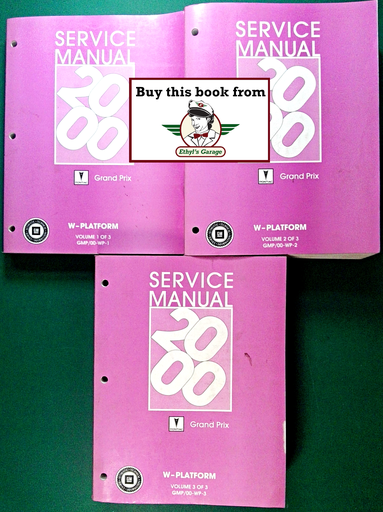 SERVICE
MANUAL
2000
Grand Prix
W-PLATFORM
VOLUME 1 OF 3
GMP/00-WP-1
SERVICE
MANUAL
2000
Grand Prix
W-PLATFORM
VOLUME 2 OF 3
GMP/00-WP-2
Buy this book from
Ethyl's Garage
SERVICE
MANUAL
2000
Grand Prix
W-PLATFORM
VOLUME 3 OF 3
GMP/00-WP-3